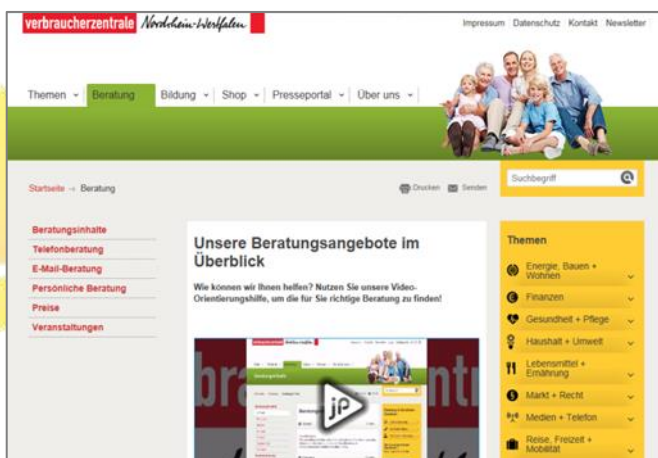 verbraucherzentrale Nordrhein-Westfalen
Impressum Datenschutz Kontakt Newsletter
Themen Beratung Bildung Shop Presseportal Über uns
Suchbegriff
Startseite → Beratung
Drucken Senden
Beratungsinhalte
Telefonberatung
E-Mail-Beratung
Persönliche Beratung
Preise
Veranstaltungen
Unsere Beratungsangebote im
Überblick
Wie können wir Ihnen helfen? Nutzen Sie unsere Video-
Orientierungshilfe, um die für Sie richtige Beratung zu finden!
jp
Themen
Energie, Bauen +
Wohnen
Finanzen
Gesundheit + Pflege
Haushalt + Umwelt
Lebensmittel +
Ernährung
Markt + Recht
Medien + Telefon
Reise, Freizeit +
Mobilität